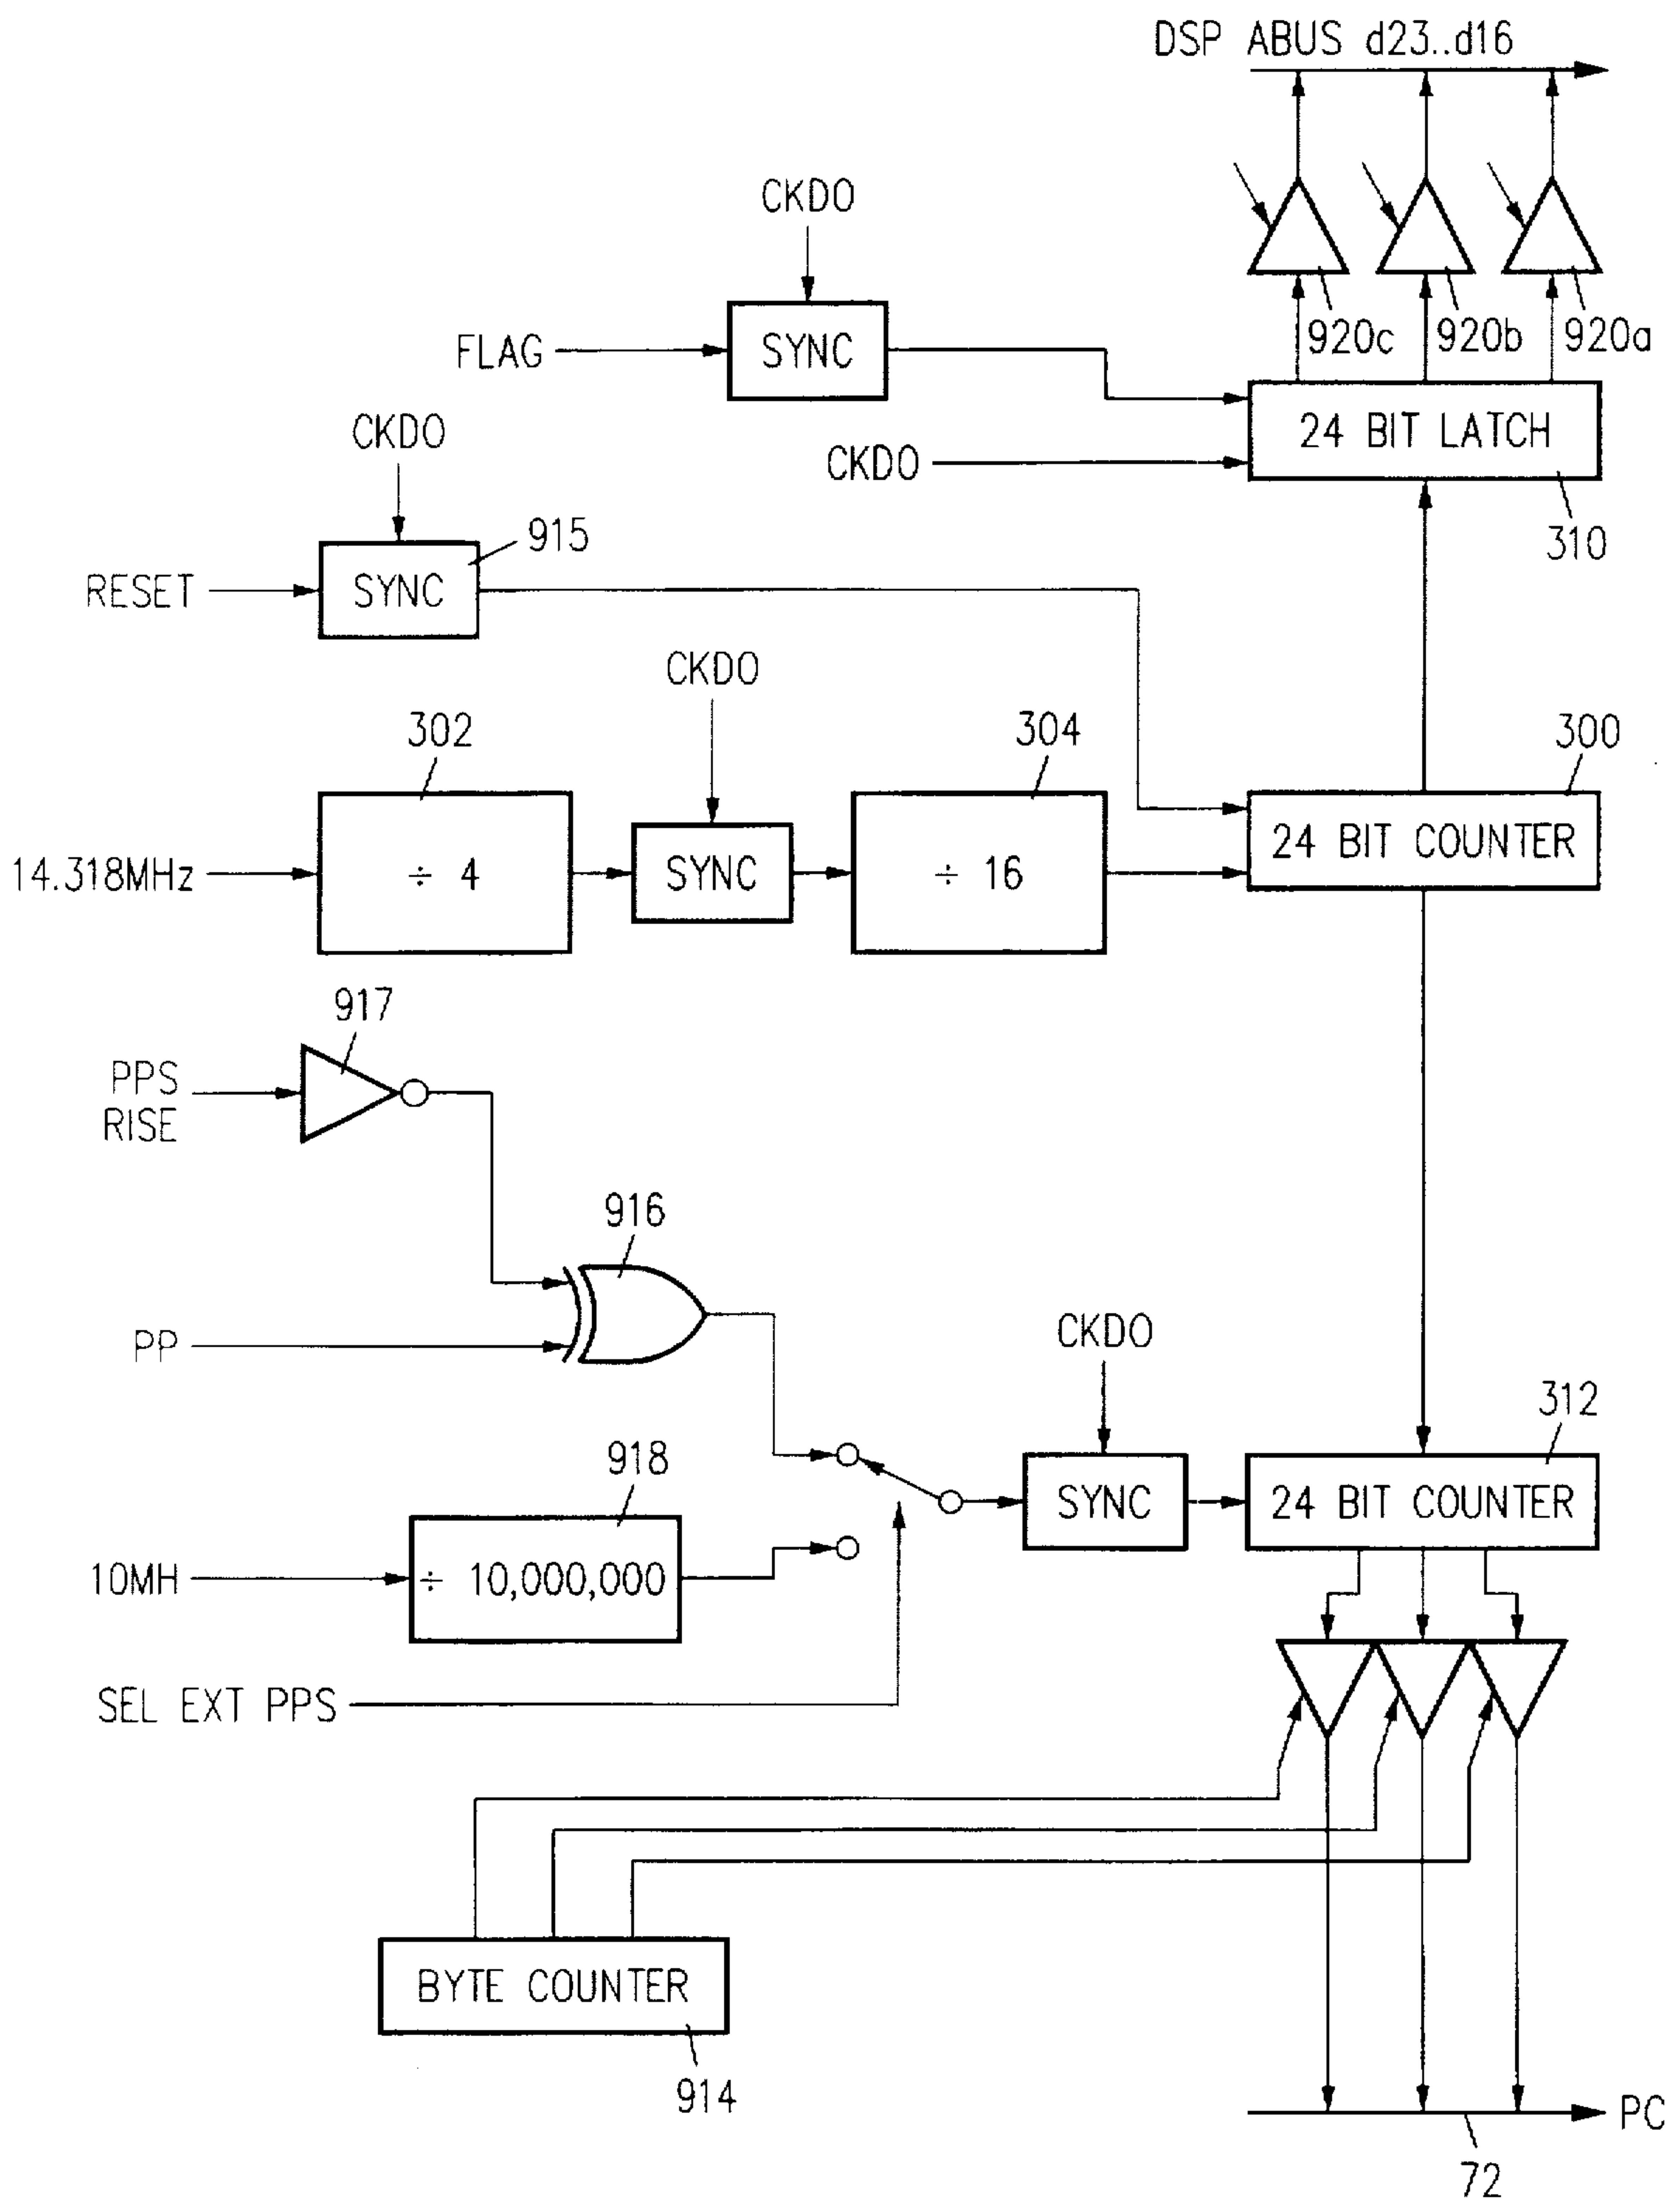 DSP ABUS d23..d16
CKDO
FLAG
SYNC
920c
920b
920a
CKDO
24 BIT LATCH
CKDO
310
915
RESET
SYNC
CKDO
302
304
300
14.318MHz
÷ 4
SYNC
÷ 16
24 BIT COUNTER
917
PPS
RISE
916
PP
CKDO
312
918
10MH
÷ 10,000,000
SYNC
24 BIT COUNTER
SEL EXT PPS
BYTE COUNTER
914
PC
72